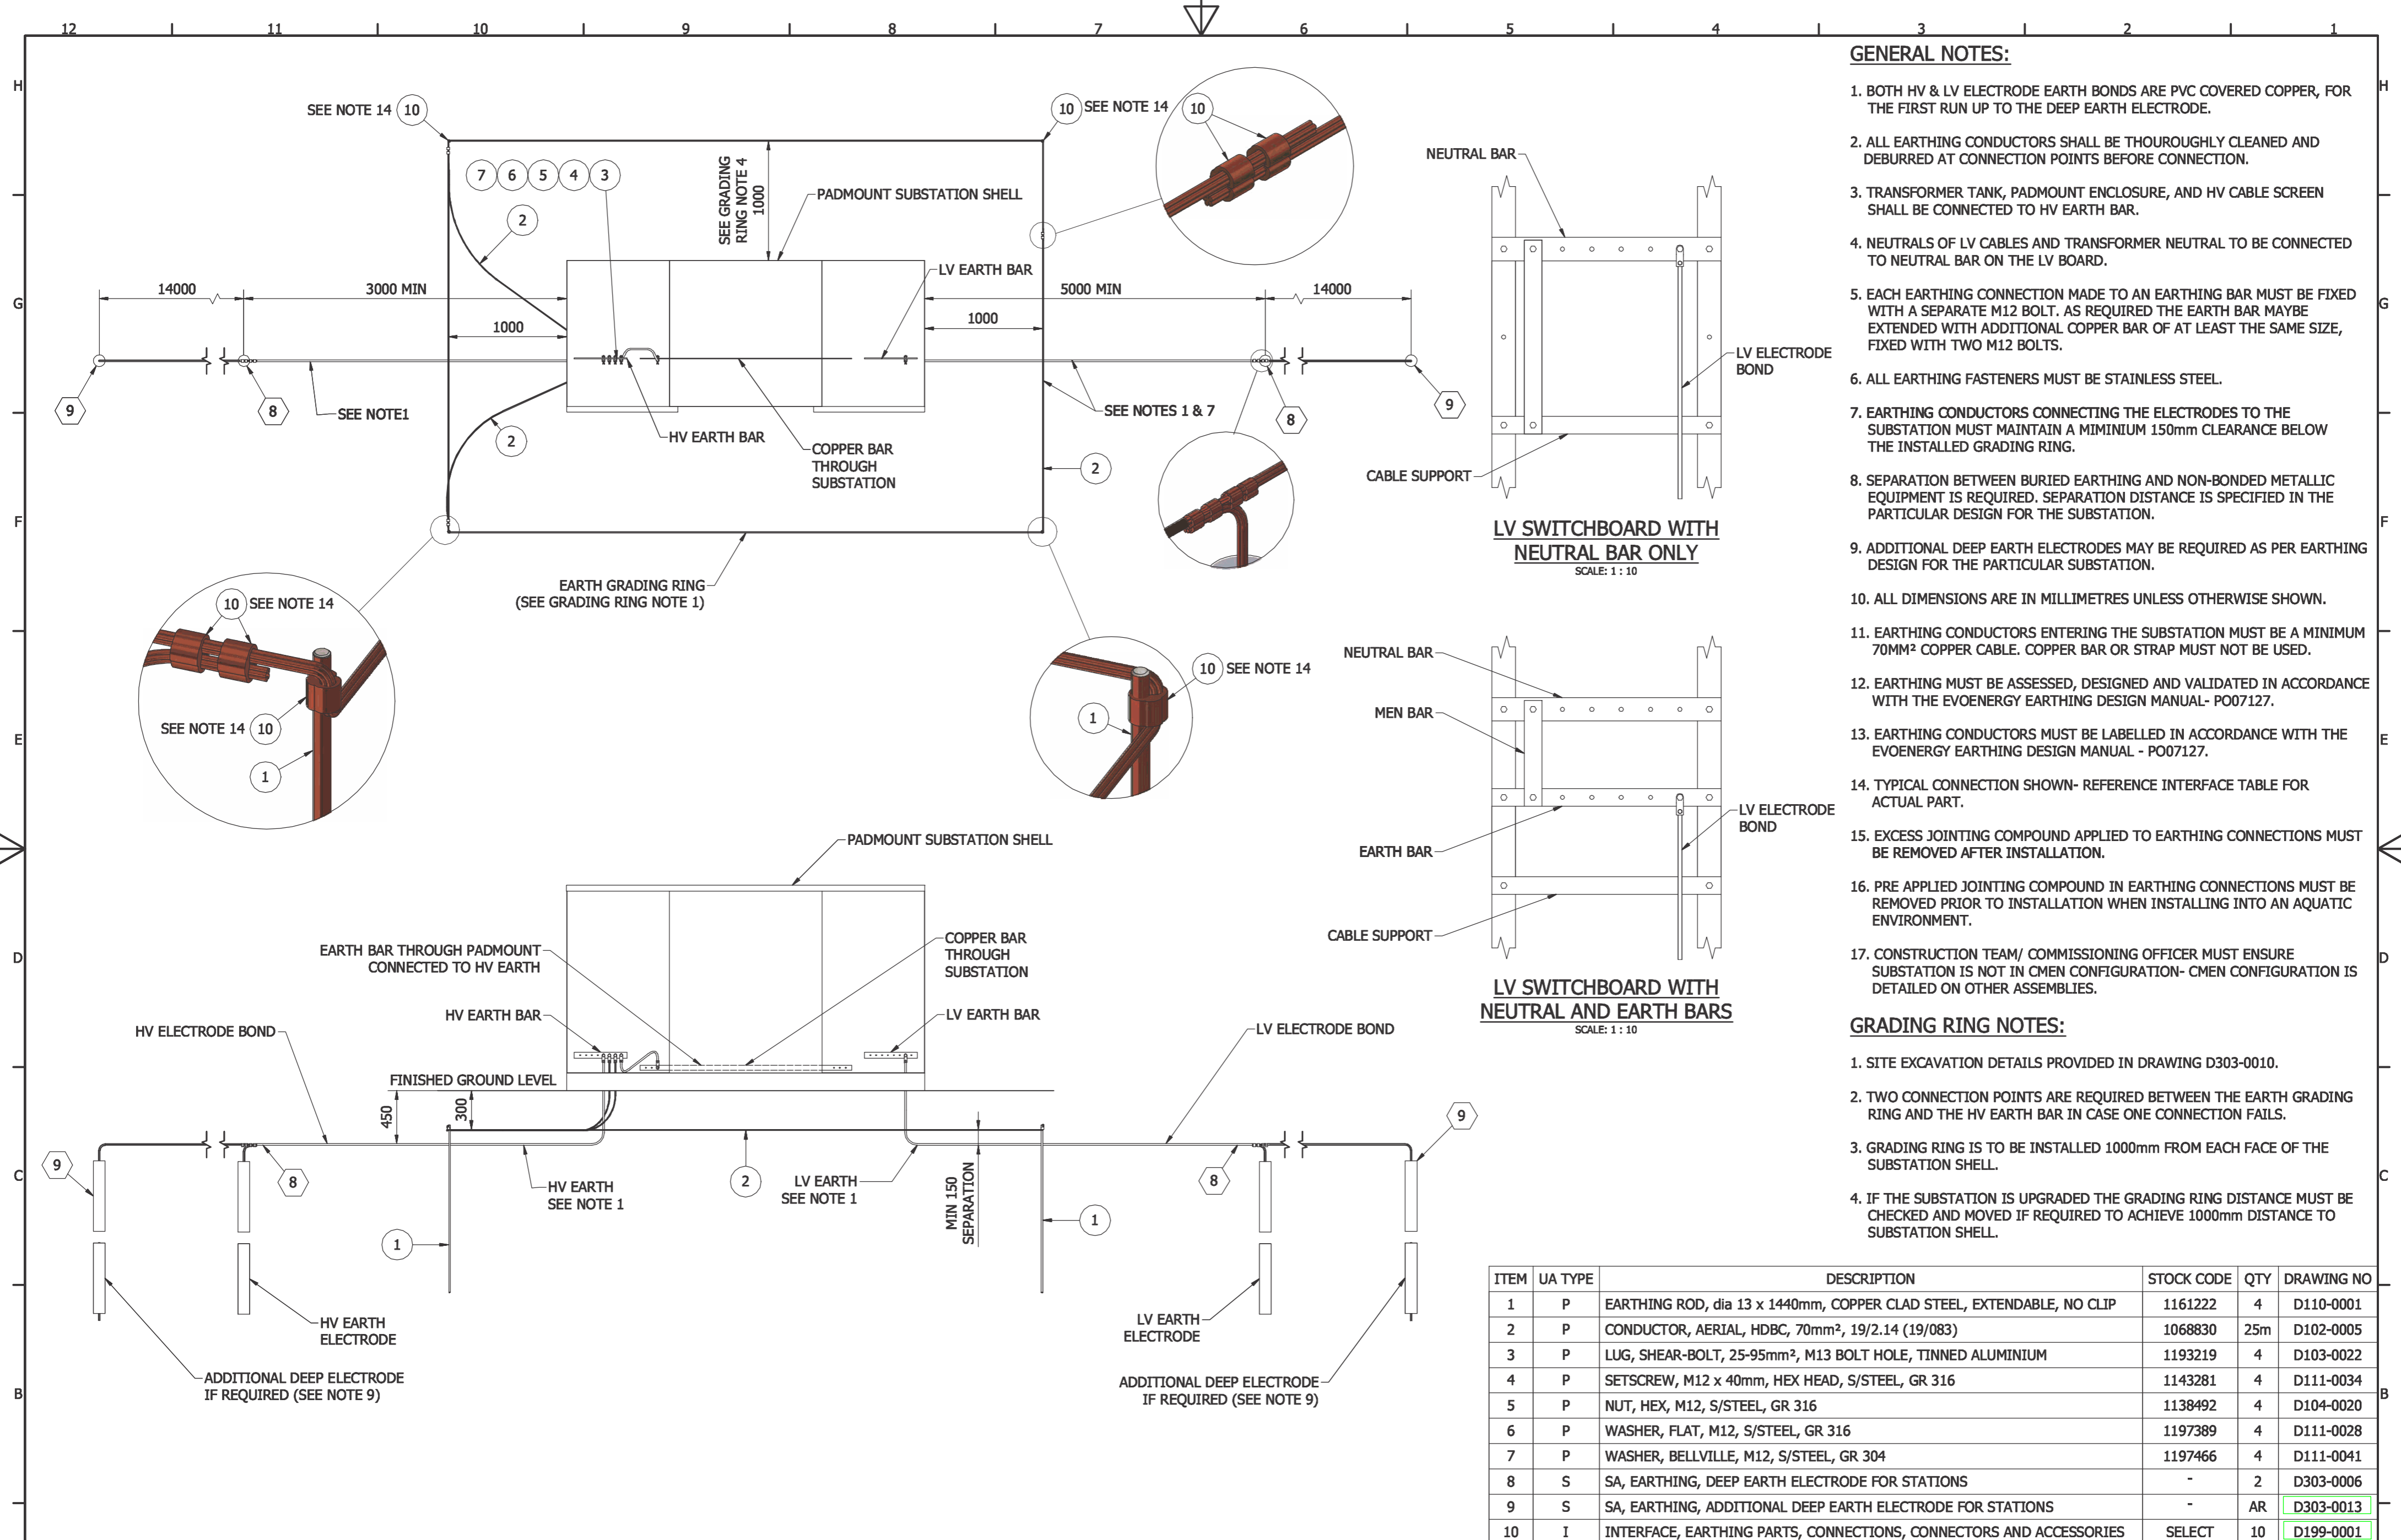 12 11 10 9 8 7 6 5 4 3 2 1
H
H
G
G
F
F
E
E
D
D
C
C
B
B
SEE NOTE 14 10
10 SEE NOTE 14
10
7 6 5 4 3
2
SEE GRADING
RING NOTE 4
1000
PADMOUNT SUBSTATION SHELL
LV EARTH BAR
14000
3000 MIN
1000
5000 MIN
14000
1000
9
8
SEE NOTE1
2
HV EARTH BAR
COPPER BAR
THROUGH
SUBSTATION
SEE NOTES 1 & 7
2
8
9
EARTH GRADING RING
(SEE GRADING RING NOTE 1)
10 SEE NOTE 14
SEE NOTE 14 10
1
10 SEE NOTE 14
1
NEUTRAL BAR
LV ELECTRODE
BOND
CABLE SUPPORT
LV SWITCHBOARD WITH
NEUTRAL BAR ONLY
SCALE: 1 : 10
NEUTRAL BAR
MEN BAR
LV ELECTRODE
BOND
EARTH BAR
CABLE SUPPORT
LV SWITCHBOARD WITH
NEUTRAL AND EARTH BARS
SCALE: 1 : 10
PADMOUNT SUBSTATION SHELL
EARTH BAR THROUGH PADMOUNT
CONNECTED TO HV EARTH
COPPER BAR
THROUGH
SUBSTATION
HV EARTH BAR
LV EARTH BAR
HV ELECTRODE BOND
LV ELECTRODE BOND
FINISHED GROUND LEVEL
450
300
9
9
8
HV EARTH
SEE NOTE 1
2
LV EARTH
SEE NOTE 1
MIN 150
SEPARATION
8
1
1
HV EARTH
ELECTRODE
LV EARTH
ELECTRODE
ADDITIONAL DEEP ELECTRODE
IF REQUIRED (SEE NOTE 9)
ADDITIONAL DEEP ELECTRODE
IF REQUIRED (SEE NOTE 9)
GENERAL NOTES:
1. BOTH HV & LV ELECTRODE EARTH BONDS ARE PVC COVERED COPPER, FOR
THE FIRST RUN UP TO THE DEEP EARTH ELECTRODE.
2. ALL EARTHING CONDUCTORS SHALL BE THOUROUGHLY CLEANED AND
DEBURRED AT CONNECTION POINTS BEFORE CONNECTION.
3. TRANSFORMER TANK, PADMOUNT ENCLOSURE, AND HV CABLE SCREEN
SHALL BE CONNECTED TO HV EARTH BAR.
4. NEUTRALS OF LV CABLES AND TRANSFORMER NEUTRAL TO BE CONNECTED
TO NEUTRAL BAR ON THE LV BOARD.
5. EACH EARTHING CONNECTION MADE TO AN EARTHING BAR MUST BE FIXED
WITH A SEPARATE M12 BOLT. AS REQUIRED THE EARTH BAR MAYBE
EXTENDED WITH ADDITIONAL COPPER BAR OF AT LEAST THE SAME SIZE,
FIXED WITH TWO M12 BOLTS.
6. ALL EARTHING FASTENERS MUST BE STAINLESS STEEL.
7. EARTHING CONDUCTORS CONNECTING THE ELECTRODES TO THE
SUBSTATION MUST MAINTAIN A MIMINIUM 150mm CLEARANCE BELOW
THE INSTALLED GRADING RING.
8. SEPARATION BETWEEN BURIED EARTHING AND NON-BONDED METALLIC
EQUIPMENT IS REQUIRED. SEPARATION DISTANCE IS SPECIFIED IN THE
PARTICULAR DESIGN FOR THE SUBSTATION.
9. ADDITIONAL DEEP EARTH ELECTRODES MAY BE REQUIRED AS PER EARTHING
DESIGN FOR THE PARTICULAR SUBSTATION.
10. ALL DIMENSIONS ARE IN MILLIMETRES UNLESS OTHERWISE SHOWN.
11. EARTHING CONDUCTORS ENTERING THE SUBSTATION MUST BE A MINIMUM
70MM² COPPER CABLE. COPPER BAR OR STRAP MUST NOT BE USED.
12. EARTHING MUST BE ASSESSED, DESIGNED AND VALIDATED IN ACCORDANCE
WITH THE EVOENERGY EARTHING DESIGN MANUAL- PO07127.
13. EARTHING CONDUCTORS MUST BE LABELLED IN ACCORDANCE WITH THE
EVOENERGY EARTHING DESIGN MANUAL - PO07127.
14. TYPICAL CONNECTION SHOWN- REFERENCE INTERFACE TABLE FOR
ACTUAL PART.
15. EXCESS JOINTING COMPOUND APPLIED TO EARTHING CONNECTIONS MUST
BE REMOVED AFTER INSTALLATION.
16. PRE APPLIED JOINTING COMPOUND IN EARTHING CONNECTIONS MUST BE
REMOVED PRIOR TO INSTALLATION WHEN INSTALLING INTO AN AQUATIC
ENVIRONMENT.
17. CONSTRUCTION TEAM/ COMMISSIONING OFFICER MUST ENSURE
SUBSTATION IS NOT IN CMEN CONFIGURATION- CMEN CONFIGURATION IS
DETAILED ON OTHER ASSEMBLIES.
GRADING RING NOTES:
1. SITE EXCAVATION DETAILS PROVIDED IN DRAWING D303-0010.
2. TWO CONNECTION POINTS ARE REQUIRED BETWEEN THE EARTH GRADING
RING AND THE HV EARTH BAR IN CASE ONE CONNECTION FAILS.
3. GRADING RING IS TO BE INSTALLED 1000mm FROM EACH FACE OF THE
SUBSTATION SHELL.
4. IF THE SUBSTATION IS UPGRADED THE GRADING RING DISTANCE MUST BE
CHECKED AND MOVED IF REQUIRED TO ACHIEVE 1000mm DISTANCE TO
SUBSTATION SHELL.
ITEM UA TYPE DESCRIPTION STOCK CODE QTY DRAWING NO
1 P EARTHING ROD, dia 13 x 1440mm, COPPER CLAD STEEL, EXTENDABLE, NO CLIP 1161222 4 D110-0001
2 P CONDUCTOR, AERIAL, HDBC, 70mm², 19/2.14 (19/083) 1068830 25m D102-0005
3 P LUG, SHEAR-BOLT, 25-95mm², M13 BOLT HOLE, TINNED ALUMINIUM 1193219 4 D103-0022
4 P SETSCREW, M12 x 40mm, HEX HEAD, S/STEEL, GR 316 1143281 4 D111-0034
5 P NUT, HEX, M12, S/STEEL, GR 316 1138492 4 D104-0020
6 P WASHER, FLAT, M12, S/STEEL, GR 316 1197389 4 D111-0028
7 P WASHER, BELLVILLE, M12, S/STEEL, GR 304 1197466 4 D111-0041
8 S SA, EARTHING, DEEP EARTH ELECTRODE FOR STATIONS - 2 D303-0006
9 S SA, EARTHING, ADDITIONAL DEEP EARTH ELECTRODE FOR STATIONS - AR D303-0013
10 I INTERFACE, EARTHING PARTS, CONNECTIONS, CONNECTORS AND ACCESSORIES SELECT 10 D199-0001